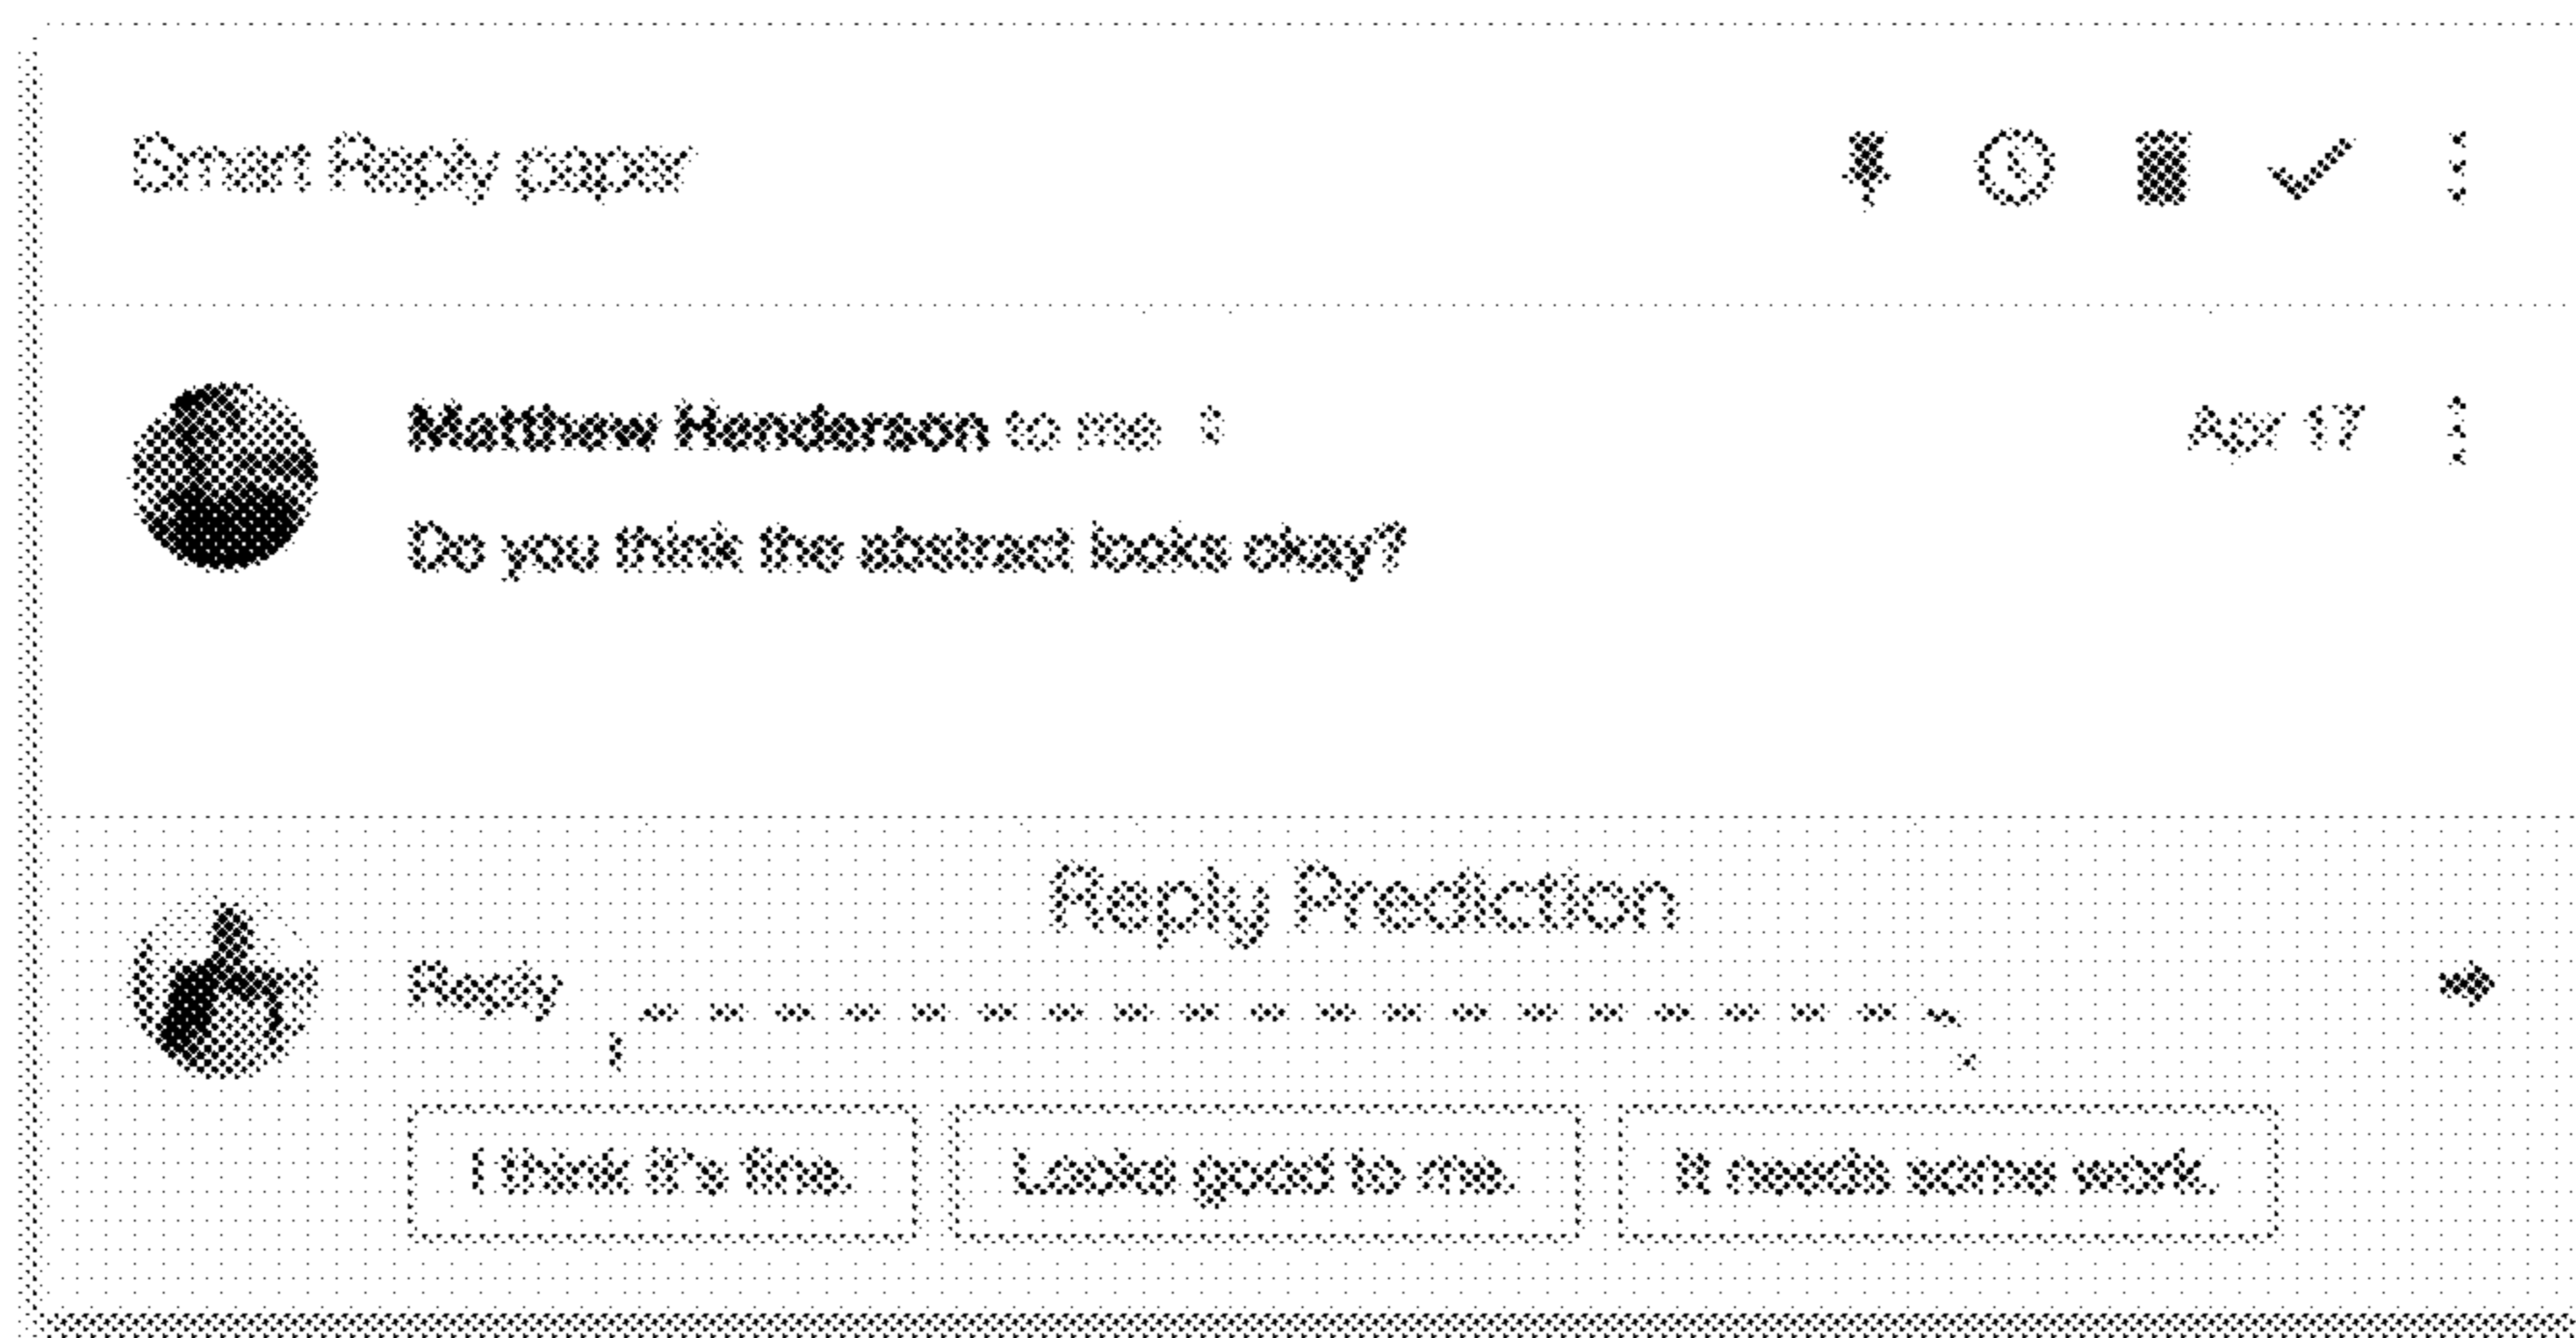 Smart Reply paper
Matthew Henderson to me
Apr 17
Do you think the abstract looks okay?
Reply Prediction
Reply
I think it's fine.
Looks good to me.
It needs some work.